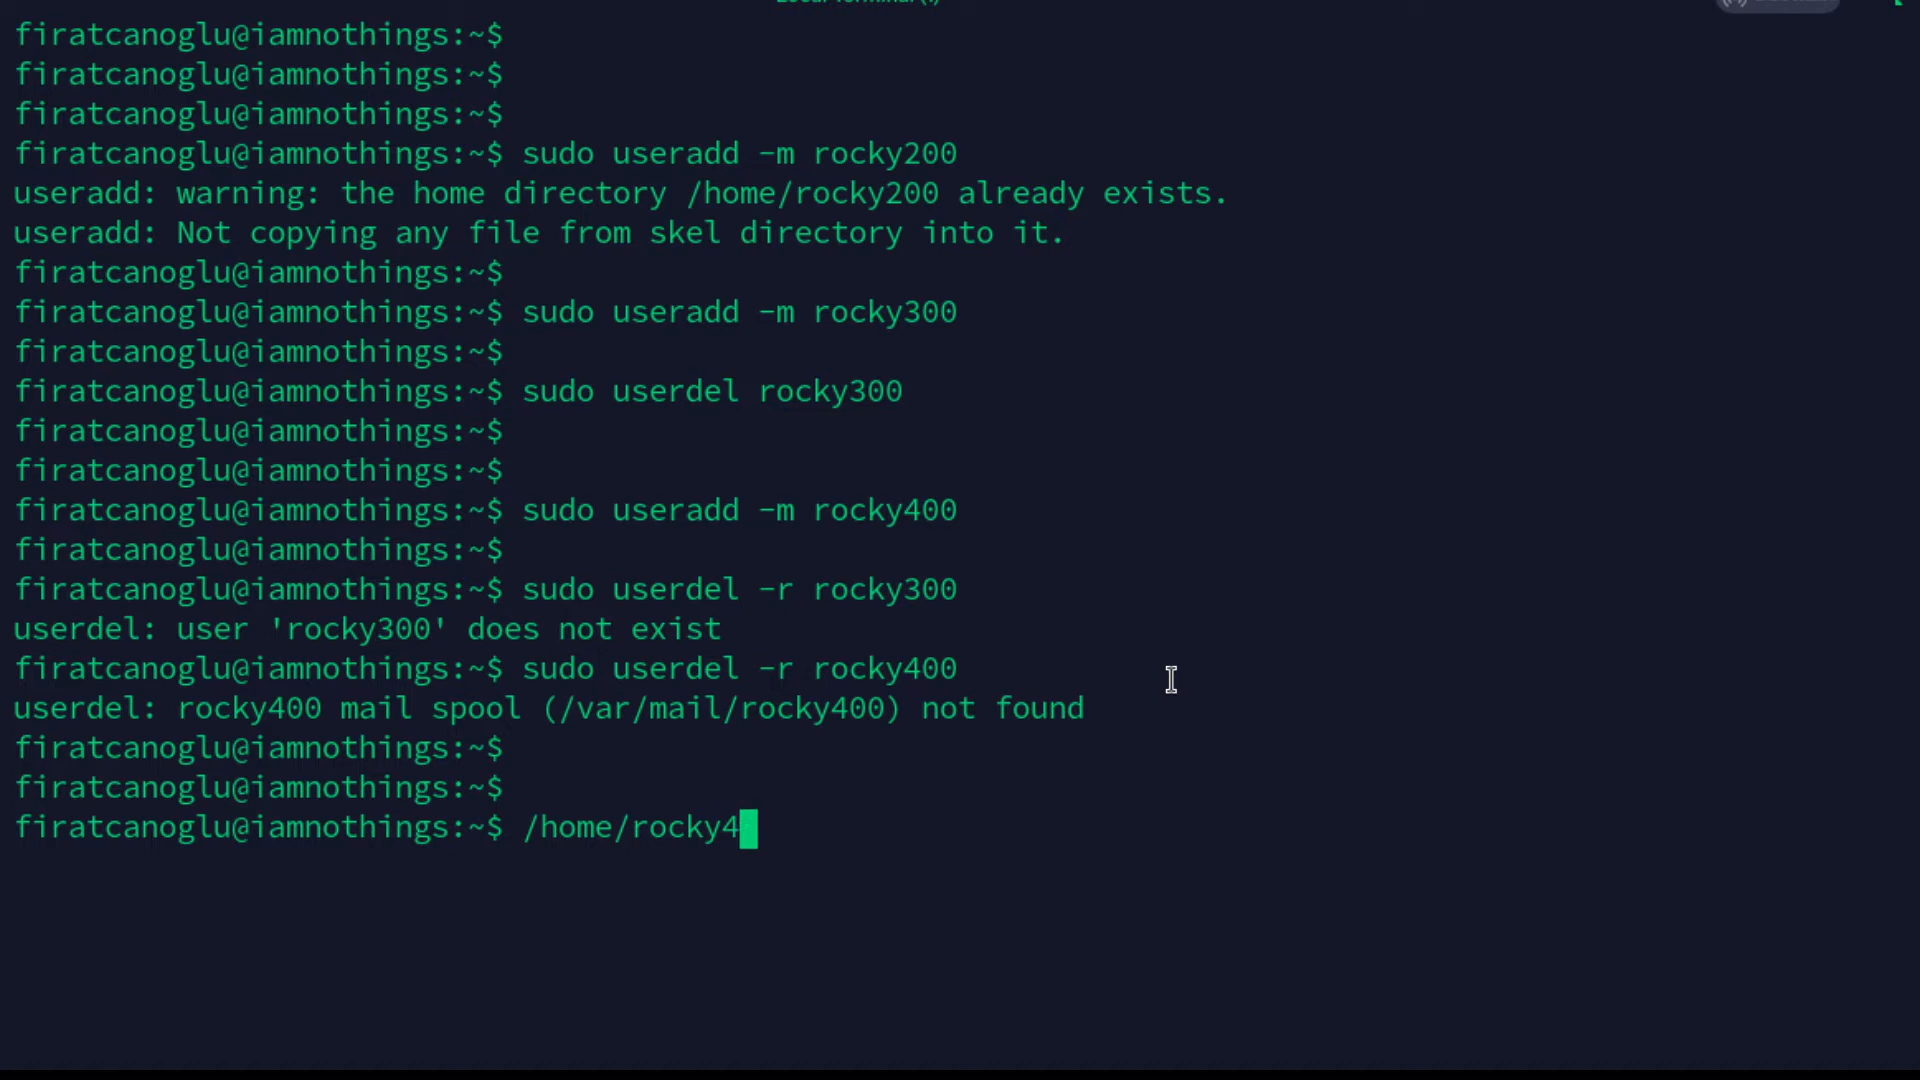 firatcanoglu@iamnothings:~$
firatcanoglu@iamnothings:~$
firatcanoglu@iamnothings:~$
firatcanoglu@iamnothings:~$ sudo useradd -m rocky200
useradd: warning: the home directory /home/rocky200 already exists.
useradd: Not copying any file from skel directory into it.
firatcanoglu@iamnothings:~$
firatcanoglu@iamnothings:~$ sudo useradd -m rocky300
firatcanoglu@iamnothings:~$
firatcanoglu@iamnothings:~$ sudo userdel rocky300
firatcanoglu@iamnothings:~$
firatcanoglu@iamnothings:~$
firatcanoglu@iamnothings:~$ sudo useradd -m rocky400
firatcanoglu@iamnothings:~$
firatcanoglu@iamnothings:~$ sudo userdel -r rocky300
userdel: user 'rocky300' does not exist
firatcanoglu@iamnothings:~$ sudo userdel -r rocky400
userdel: rocky400 mail spool (/var/mail/rocky400) not found
firatcanoglu@iamnothings:~$
firatcanoglu@iamnothings:~$
firatcanoglu@iamnothings:~$ /home/rocky4